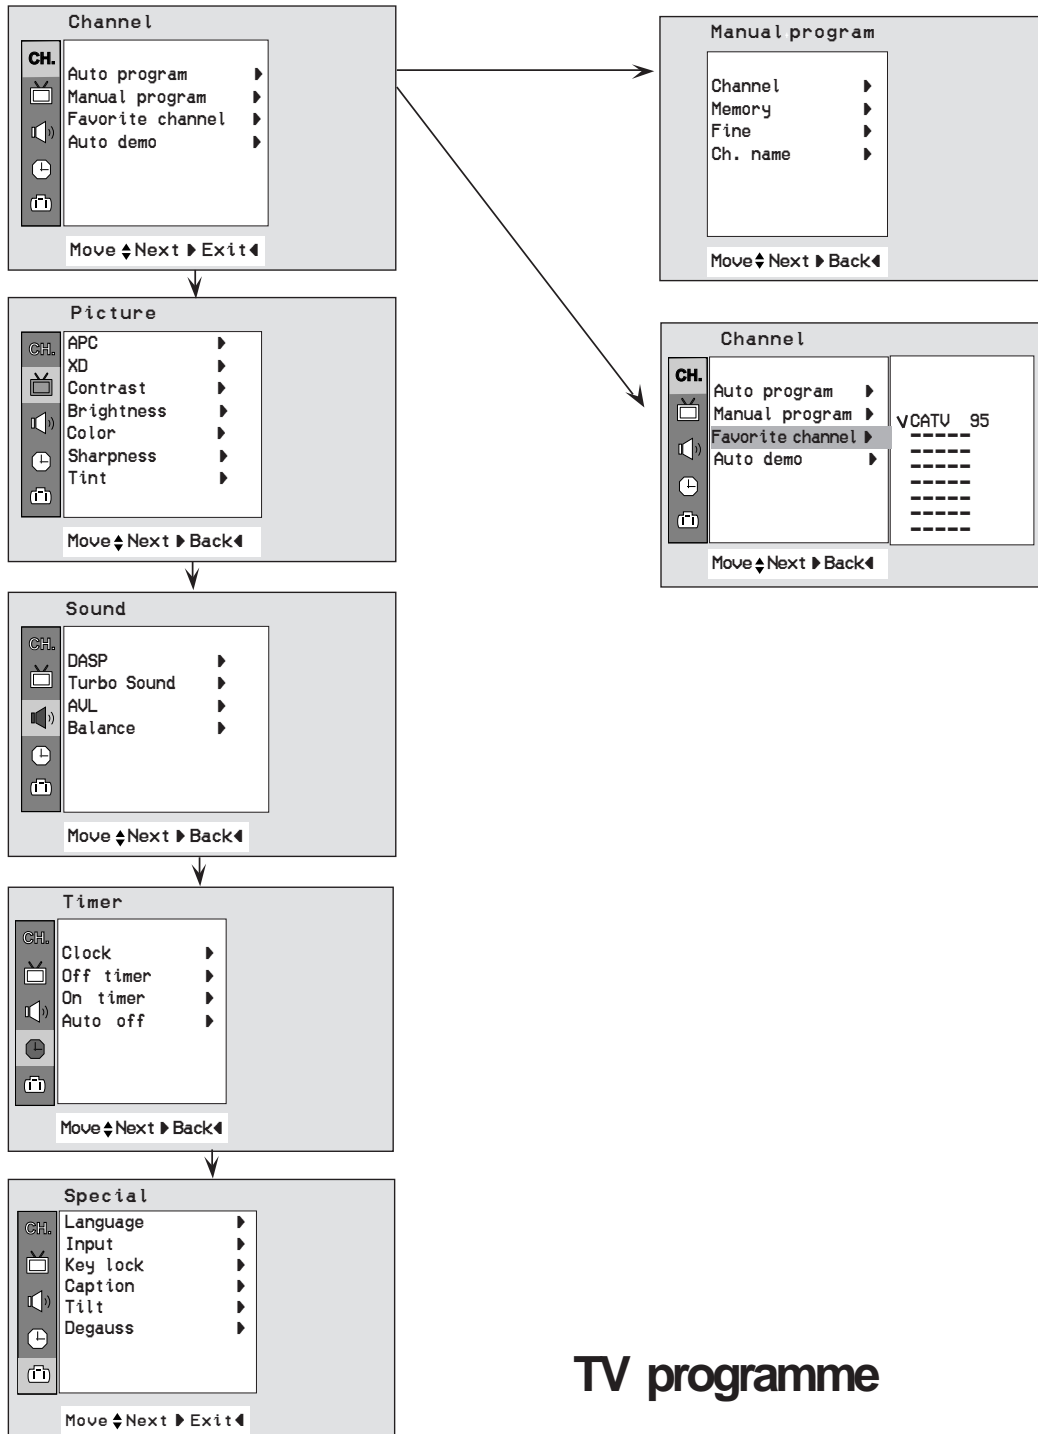 Channel
CH.
Auto program
Manual program
Favorite channel
Auto demo
Move Next Exit
Picture
CH.
APC
XD
Contrast
Brightness
Color
Sharpness
Tint
Move Next Back
Sound
CH.
DASP
Turbo Sound
AVL
Balance
Move Next Back
Timer
CH.
Clock
Off timer
On timer
Auto off
Move Next Back
Special
CH.
Language
Input
Key lock
Caption
Tilt
Degauss
Move Next Exit
Manual program
Channel
Memory
Fine
Ch. name
Move Next Back
Channel
CH.
Auto program
Manual program
Favorite channel
Auto demo
CATV 95
-----
-----
-----
-----
-----
Move Next Back
TV programme